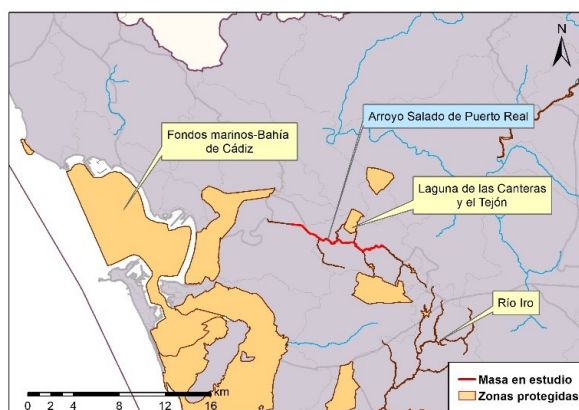 N
Arroyo Salado de Puerto Real
Fondos marinos-Bahía
de Cádiz
Laguna de las Canteras
y el Tejón
Río Iro
Masa en estudio
Zonas protegidas
km
0 2 4 8 12 16